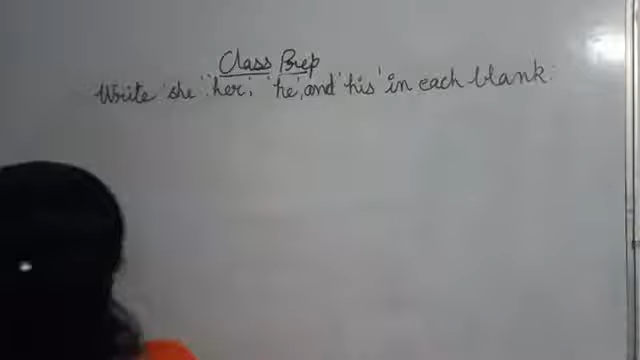 Class Prep
Write 'she' 'her', 'he', and 'his' in each blank.